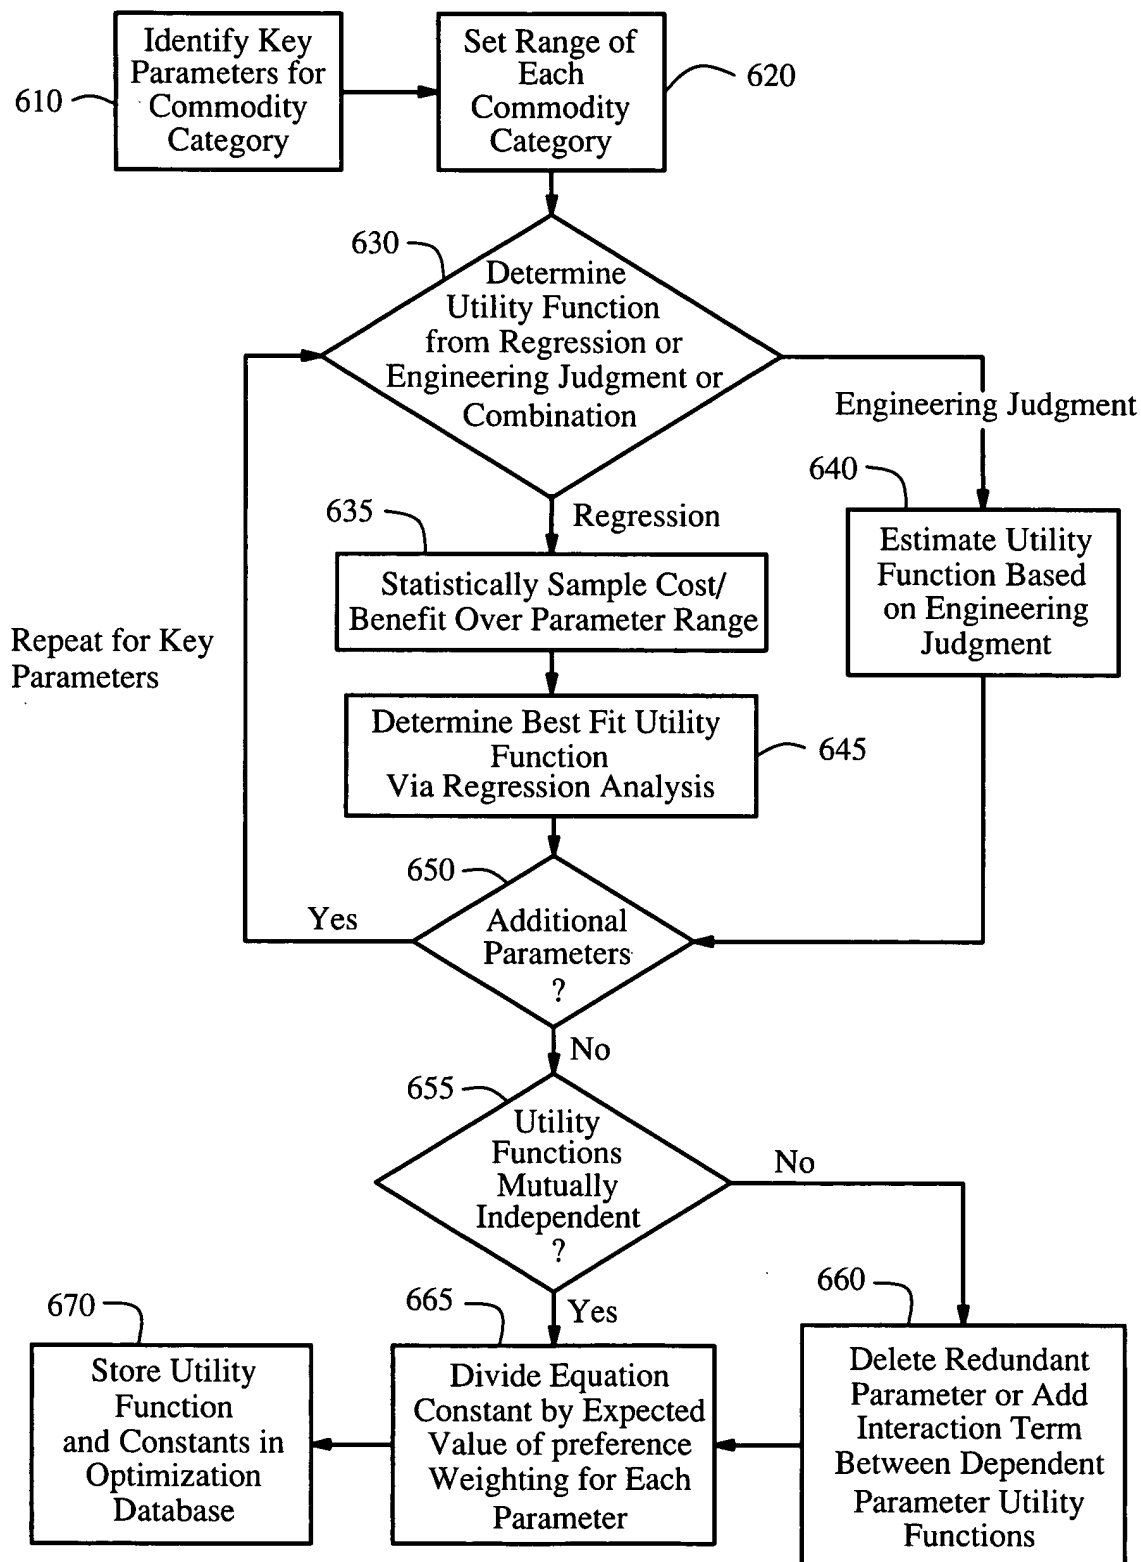 Identify Key
Parameters for
Commodity
Category
610
Set Range of
Each
Commodity
Category
620
630
Determine
Utility Function
from Regression or
Engineering Judgment or
Combination
Engineering Judgment
640
Estimate Utility
Function Based
on Engineering
Judgment
Regression
635
Statistically Sample Cost/
Benefit Over Parameter Range
Repeat for Key
Parameters
Determine Best Fit Utility
Function
Via Regression Analysis
645
650
Additional
Parameters
?
Yes
No
655
Utility
Functions
Mutually
Independent
?
No
Yes
660
Delete Redundant
Parameter or Add
Interaction Term
Between Dependent
Parameter Utility
Functions
665
Divide Equation
Constant by Expected
Value of preference
Weighting for Each
Parameter
670
Store Utility
Function
and Constants in
Optimization
Database